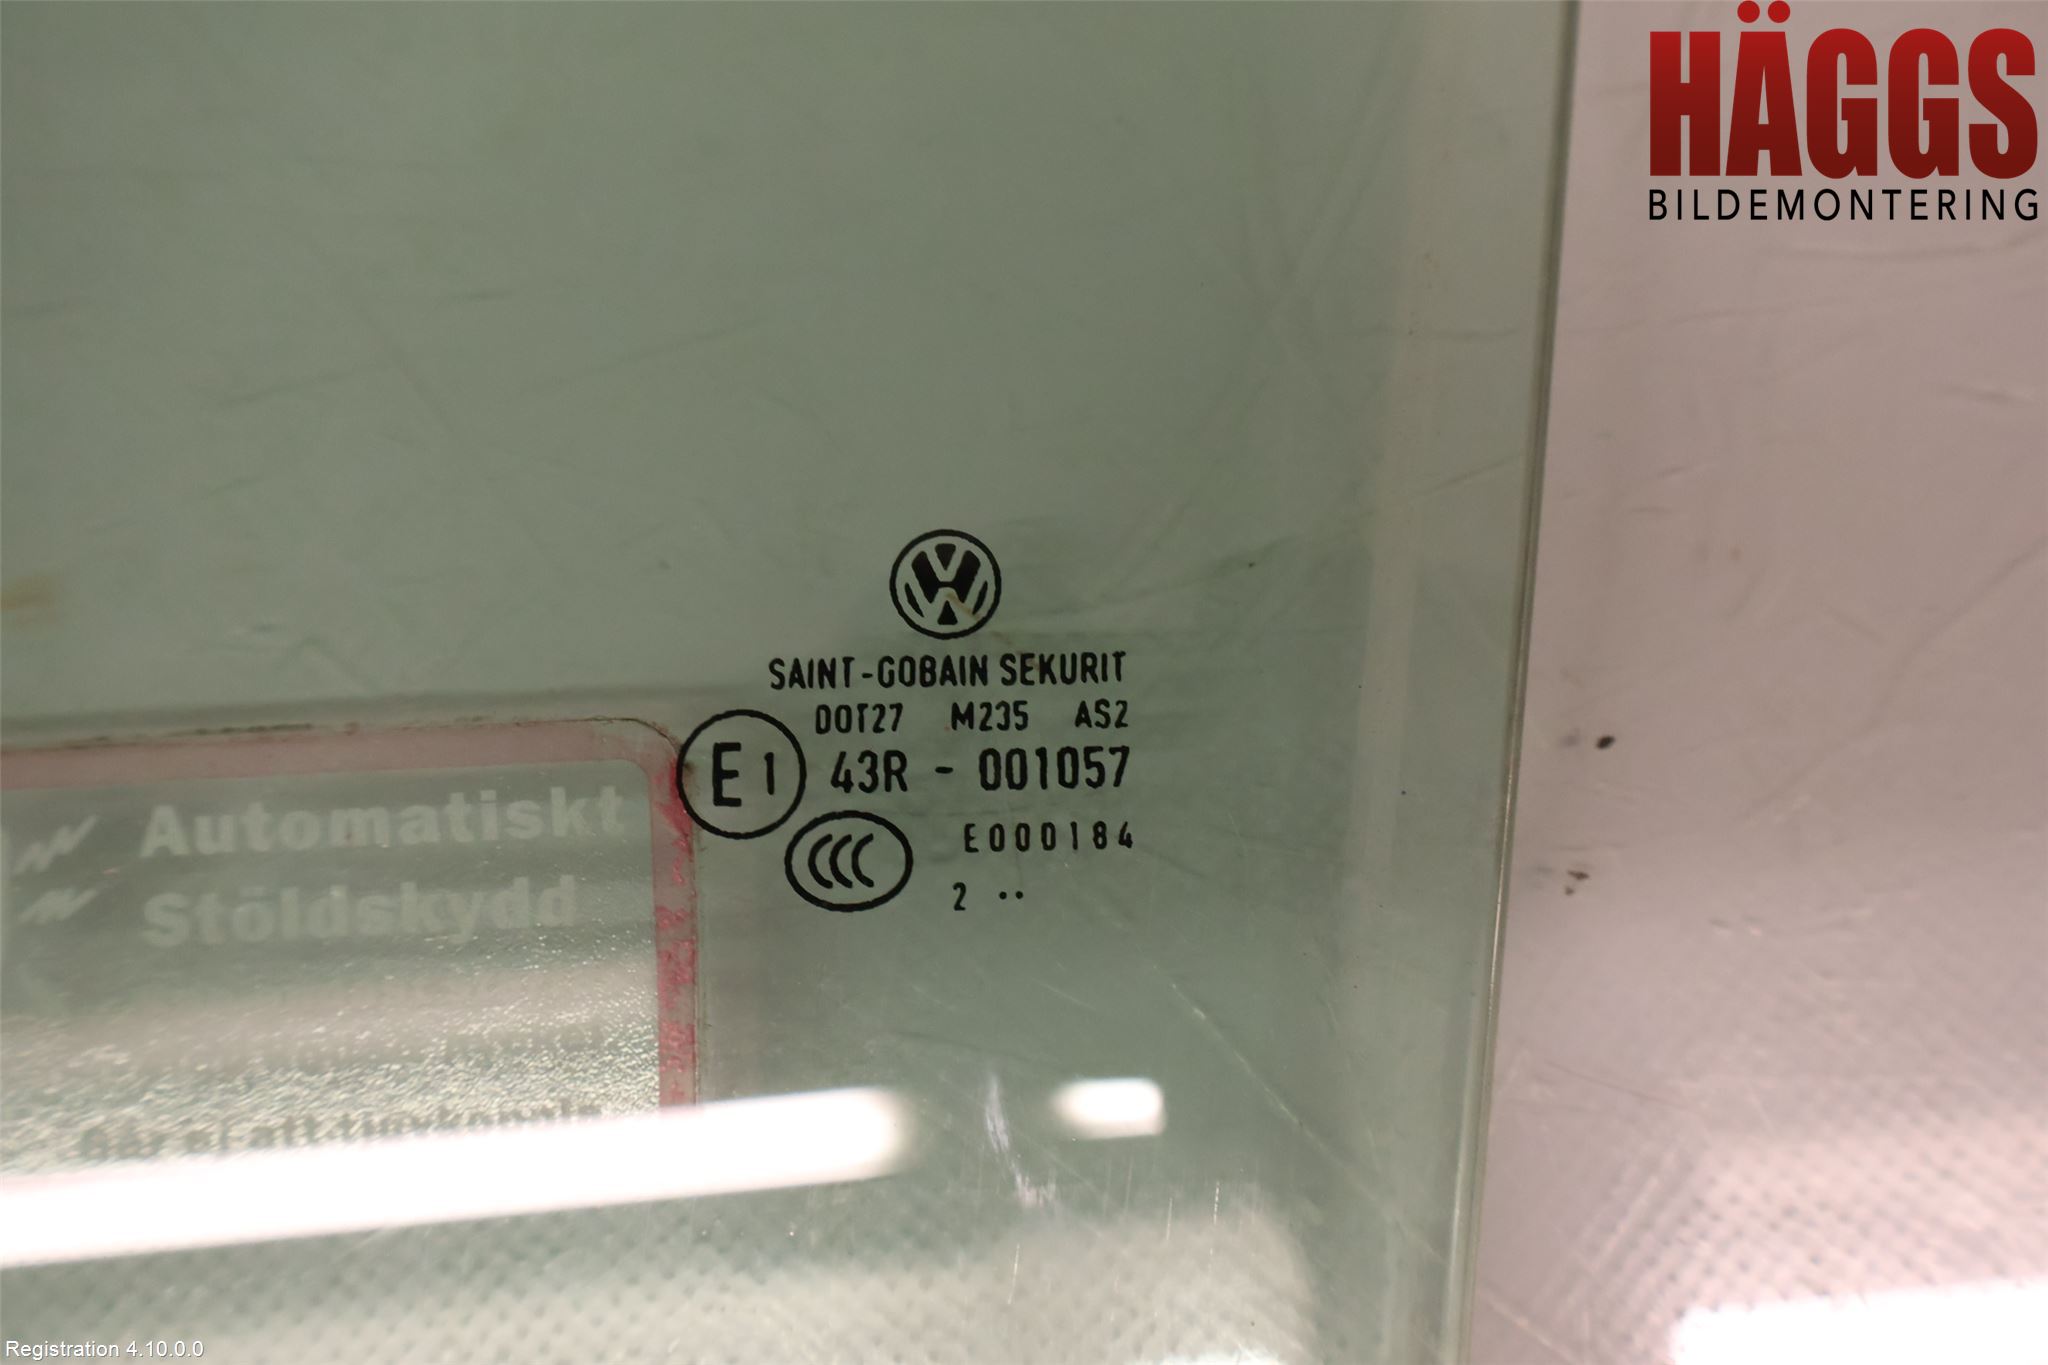 HÄGGS
BILDEMONTERING
SAINT-GOBAIN SEKURIT
DOT27 M235 AS2
E1 43R - 001057
CCC E000184
2 ..
Automatiskt
Stöldskydd
Registration 4.10.0.0